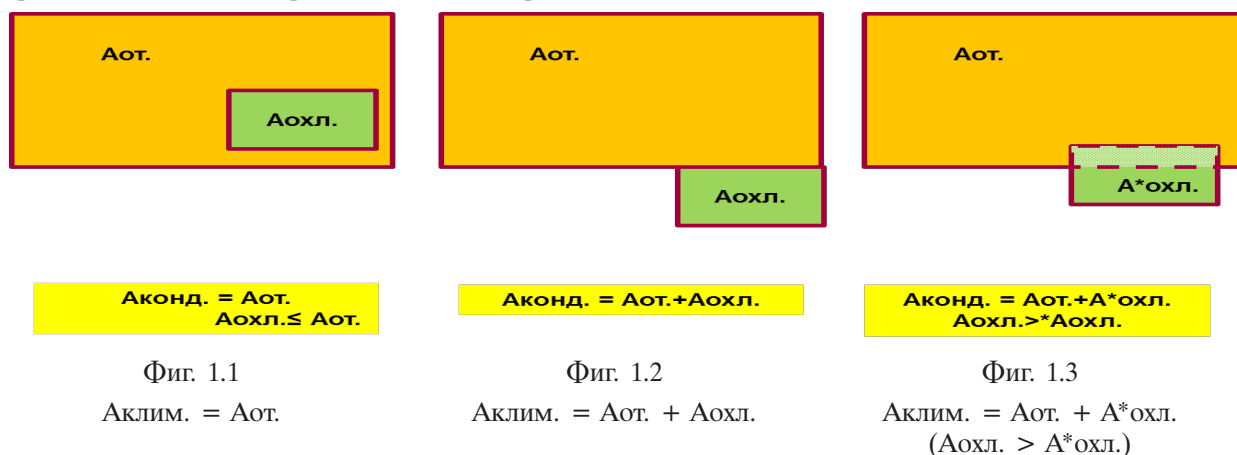 Аот.
Аохл.
Аот.
Аохл.
Аот.
А*охл.
Аконд. = Аот.
Аохл.≤ Аот.
Аконд. = Аот.+Аохл.
Аконд. = Аот.+А*охл.
Аохл.>*Аохл.
Фиг. 1.1
Аклим. = Аот.
Фиг. 1.2
Аклим. = Аот. + Аохл.
Фиг. 1.3
Аклим. = Аот. + А*охл.
(Аохл. > А*охл.)